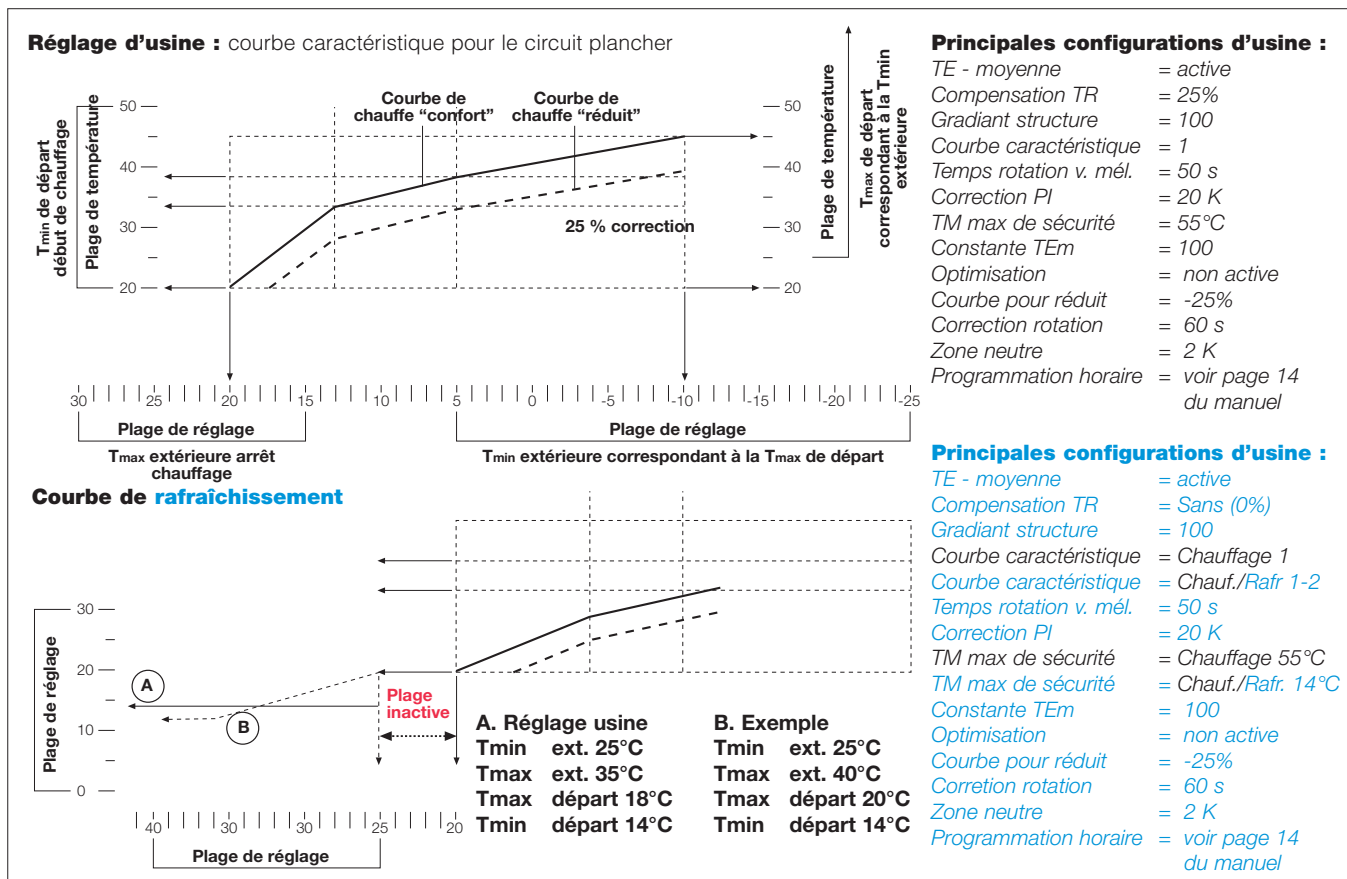 Réglage d'usine : courbe caractéristique pour le circuit plancher
Tmin de départ
début de chauffage
Plage de température
50
40
30
20
Courbe de
chauffe "confort"
Courbe de
chauffe "réduit"
25 % correction
50
40
30
20
Plage de température
Tmax de départ
correspondant à la Tmin
extérieure
30 25 20 15 10 5 0 -5 -10 -15 -20 -25
Plage de réglage
Tmax extérieure arrêt
chauffage
Plage de réglage
Tmin extérieure correspondant à la Tmax de départ
Principales configurations d'usine :
TE - moyenne = active
Compensation TR = 25%
Gradiant structure = 100
Courbe caractéristique = 1
Temps rotation v. mél. = 50 s
Correction PI = 20 K
TM max de sécurité = 55°C
Constante TEm = 100
Optimisation = non active
Courbe pour réduit = -25%
Correction rotation = 60 s
Zone neutre = 2 K
Programmation horaire = voir page 14
du manuel
Courbe de rafraîchissement
Plage de réglage
30
20
10
0
A
B
Plage
inactive
40 30 30 25 20
Plage de réglage
A. Réglage usine
Tmin ext. 25°C
Tmax ext. 35°C
Tmax départ 18°C
Tmin départ 14°C
B. Exemple
Tmin ext. 25°C
Tmax ext. 40°C
Tmax départ 20°C
Tmin départ 14°C
Principales configurations d'usine :
TE - moyenne = active
Compensation TR = Sans (0%)
Gradiant structure = 100
Courbe caractéristique = Chauffage 1
Courbe caractéristique = Chauf./Rafr 1-2
Temps rotation v. mél. = 50 s
Correction PI = 20 K
TM max de sécurité = Chauffage 55°C
TM max de sécurité = Chauf./Rafr. 14°C
Constante TEm = 100
Optimisation = non active
Courbe pour réduit = -25%
Corretion rotation = 60 s
Zone neutre = 2 K
Programmation horaire = voir page 14
du manuel